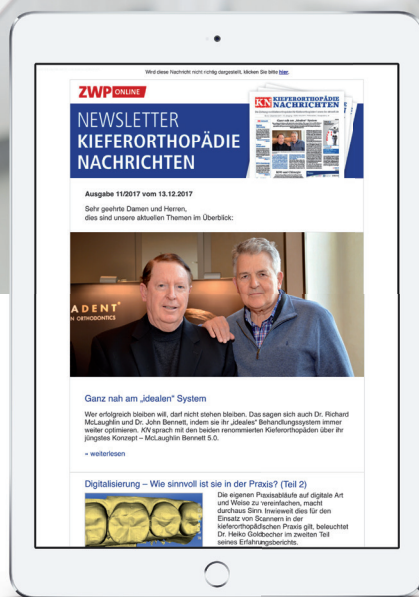 Wird diese Nachricht nicht richtig dargestellt, klicken Sie bitte hier.
ZWP ONLINE
NEWSLETTER
KIEFERORTHOPÄDIE
NACHRICHTEN
KN KIEFERORTHOPÄDIE
NACHRICHTEN
Ausgabe 11/2017 vom 13.12.2017
Sehr geehrte Damen und Herren,
dies sind unsere aktuellen Themen im Überblick:
ADENT
N ORTHODONTICS
Ganz nah am „idealen“ System
Wer erfolgreich bleiben will, darf nicht stehen bleiben. Das sagen sich auch Dr. Richard
McLaughlin und Dr. John Bennett, indem sie ihr „ideales“ Behandlungssystem immer
weiter optimieren. KN sprach mit den beiden renommierten Kieferorthopäden über ihr
jüngstes Konzept – McLaughlin Bennett 5.0.
» weiterlesen
Digitalisierung – Wie sinnvoll ist sie in der Praxis? (Teil 2)
Die eigenen Praxisabläufe auf digitale Art
und Weise zu vereinfachen, macht
durchaus Sinn. Inwieweit dies für den
Einsatz von Scannern in der
kieferorthopädischen Praxis gilt, beleuchtet
Dr. Heiko Goldbecher im zweiten Teil
seines Erfahrungsberichts.